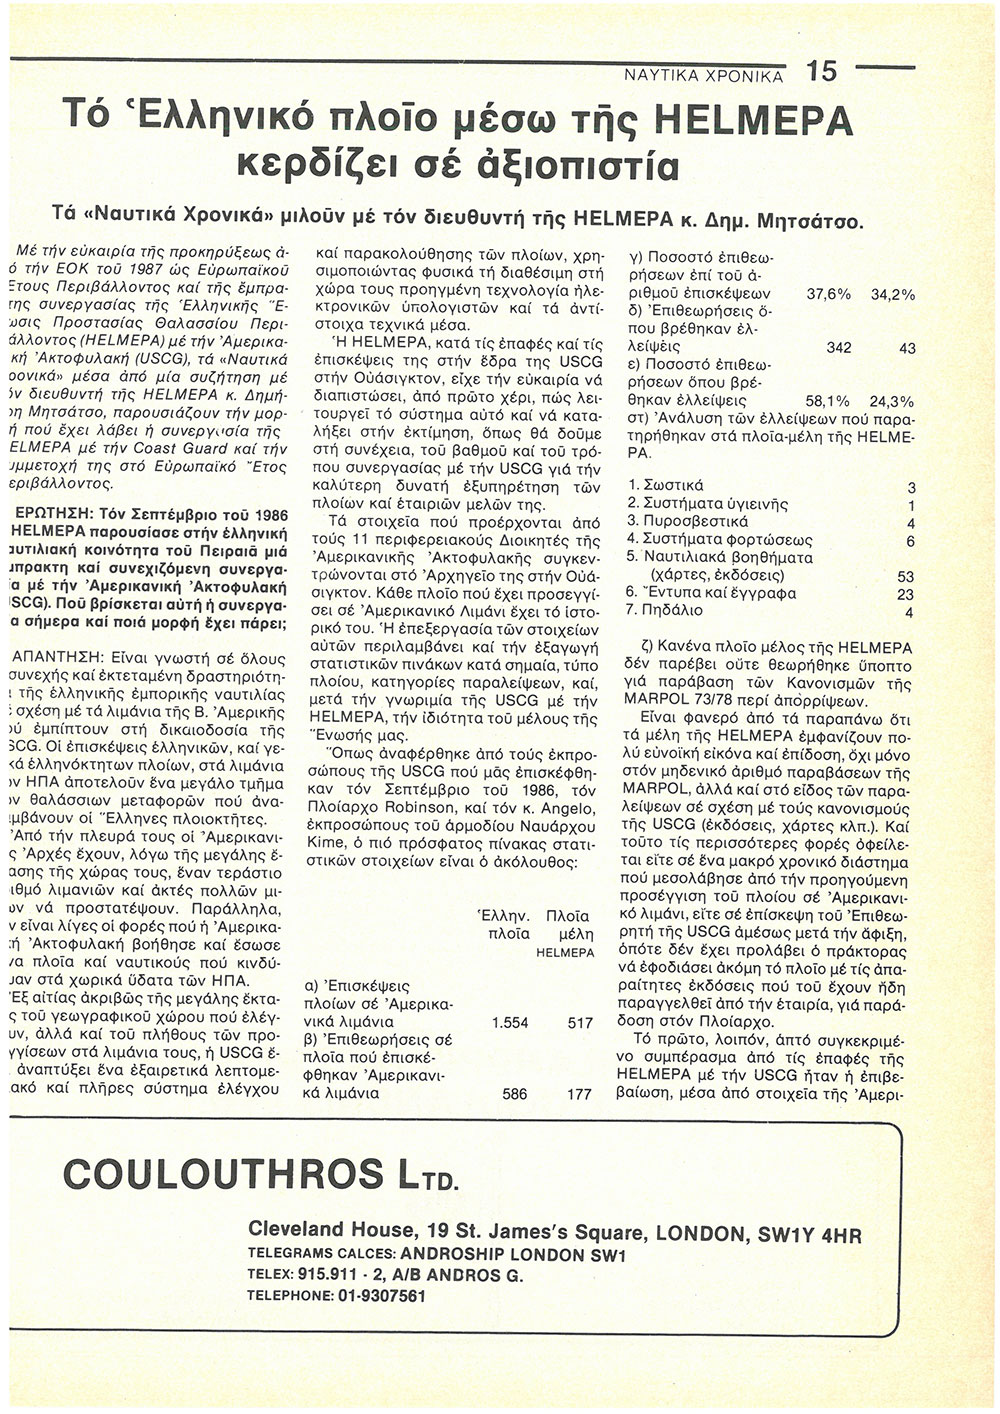 ΝΑΥΤΙΚΑ ΧΡΟΝΙΚΑ 15
Τό Ἑλληνικό πλοῖο μέσω τῆς HELMEPA
κερδίζει σέ ἀξιοπιστία
Τά «Ναυτικά Χρονικά» μιλοῦν μέ τόν διευθυντή τῆς HELMEPA κ. Δημ. Μητσάτσο.
Μέ τήν εὐκαιρία τῆς προκηρύξεως ἀ-
τήν ΕΟΚ τοῦ 1987 ὡς Εὐρωπαϊκοῦ
Ἔτους Περιβάλλοντος καί τῆς ἔμπρα-
της συνεργασίας τῆς Ἑλληνικῆς Ἑ-
Προστασίας Θαλασσίου Περι-
(HELMEPA) μέ τήν Ἀμερικα-
κή Ἀκτοφυλακή (USCG), τά «Ναυτικά
μέσα ἀπό μία συζήτηση μέ
διευθυντή τῆς HELMEPA κ. Δημή-
Μητσάτσο, παρουσιάζουν τήν μορ-
πού ἔχει λάβει ἡ συνεργασία τῆς
μέ τήν Coast Guard καί τήν
της στό Εὐρωπαϊκό Ἔτος
ΕΡΩΤΗΣΗ: Τόν Σεπτέμβριο τοῦ 1986
HELMEPA παρουσίασε στήν ἑλληνική
κοινότητα τοῦ Πειραιᾶ μιά
καί συνεχιζόμενη συνεργα-
μέ τήν Ἀμερικανική Ἀκτοφυλακή
Ποῦ βρίσκεται αὐτή ἡ συνεργα-
σήμερα καί ποιά μορφή ἔχει πάρει;
ΑΠΑΝΤΗΣΗ: Εἶναι γνωστή σέ ὅλους
συνεχής καί ἐκτεταμένη δραστηριότη-
τῆς ἑλληνικῆς ἐμπορικῆς ναυτιλίας
σχέση μέ τά λιμάνια τῆς Β. Ἀμερικῆς
ἐμπίπτουν στή δικαιοδοσία τῆς
Οἱ ἐπισκέψεις ἑλληνικῶν, καί γε-
ἑλληνόκτητων πλοίων, στά λιμάνια
ΗΠΑ ἀποτελοῦν ἕνα μεγάλο τμῆμα
θαλάσσιων μεταφορῶν πού ἀνα-
οἱ Ἕλληνες πλοιοκτῆτες.
Ἀπό τήν πλευρά τους οἱ Ἀμερικανι-
Ἀρχές ἔχουν, λόγω τῆς μεγάλης ἔ-
τῆς χώρας τους, ἕναν τεράστιο
λιμανιῶν καί ἀκτές πολλῶν μι-
νά προστατέψουν. Παράλληλα,
εἶναι λίγες οἱ φορές πού ἡ Ἀμερικα-
Ἀκτοφυλακή βοήθησε καί ἔσωσε
πλοῖα καί ναυτικούς πού κινδύ-
στά χωρικά ὕδατα τῶν ΗΠΑ.
Ἐξ αἰτίας ἀκριβῶς τῆς μεγάλης ἔκτα-
τοῦ γεωγραφικοῦ χώρου πού ἐλέγ-
ἀλλά καί τοῦ πλήθους τῶν προ-
στά λιμάνια τους, ἡ USCG ἔ-
ἀναπτύξει ἕνα ἐξαιρετικά λεπτομε-
καί πλῆρες σύστημα ἐλέγχου
καί παρακολούθησης τῶν πλοίων, χρη-
σιμοποιώντας φυσικά τή διαθέσιμη στή
χώρα τους προηγμένη τεχνολογία ἠλε-
κτρονικῶν ὑπολογιστῶν καί τά ἀντί-
στοιχα τεχνικά μέσα.
Ἡ HELMEPA, κατά τίς ἐπαφές καί τίς
ἐπισκέψεις της στήν ἕδρα της USCG
στήν Οὐάσιγκτον, εἶχε τήν εὐκαιρία νά
διαπιστώσει, ἀπό πρῶτο χέρι, πώς λει-
τουργεῖ τό σύστημα αὐτό καί νά κατα-
λήξει στήν ἐκτίμηση, ὅπως θά δοῦμε
στή συνέχεια, τοῦ βαθμοῦ καί τοῦ τρό-
που συνεργασίας μέ τήν USCG γιά τήν
καλύτερη δυνατή ἐξυπηρέτηση τῶν
πλοίων καί ἑταιριῶν μελῶν της.
Τά στοιχεῖα πού προέρχονται ἀπό
τούς 11 περιφερειακούς Διοικητές τῆς
Ἀμερικανικῆς Ἀκτοφυλακῆς συγκεν-
τρώνονται στό Ἀρχηγεῖο της στήν Οὐά-
σιγκτον. Κάθε πλοῖο πού ἔχει προσεγγί-
σει σέ Ἀμερικανικό Λιμάνι ἔχει τό ἱστο-
ρικό του. Ἡ ἐπεξεργασία τῶν στοιχείων
αὐτῶν περιλαμβάνει καί τήν ἐξαγωγή
στατιστικῶν πινάκων κατά σημαία, τύπο
πλοίου, κατηγορίες παραλείψεων, καί,
μετά τήν γνωριμία τῆς USCG μέ τήν
HELMEPA, τήν ἰδιότητα τοῦ μέλους τῆς
Ἕνωσής μας.
Ὅπως ἀναφέρθηκε ἀπό τούς ἐκπρο-
σώπους τῆς USCG πού μᾶς ἐπισκέφθη-
καν τόν Σεπτέμβριο τοῦ 1986, τόν
Πλοίαρχο Robinson, καί τόν κ. Angelo,
ἐκπροσώπους τοῦ ἁρμοδίου Ναυάρχου
Kime, ὁ πιό πρόσφατος πίνακας στατι-
στικῶν στοιχείων εἶναι ὁ ἀκόλουθος:
Ἑλλην. Πλοῖα
πλοῖα μέλη
HELMEPA
α) Ἐπισκέψεις
πλοίων σέ Ἀμερικα-
νικά λιμάνια 1.554 517
β) Ἐπιθεωρήσεις σέ
πλοῖα πού ἐπισκέ-
φθηκαν Ἀμερικανι-
κά λιμάνια 586 177
γ) Ποσοστό ἐπιθεω-
ρήσεων ἐπί τοῦ ἀ-
ριθμοῦ ἐπισκέψεων 37,6% 34,2%
δ) Ἐπιθεωρήσεις ὅ-
που βρέθηκαν ἐλ-
λείψεις 342 43
ε) Ποσοστό ἐπιθεω-
ρήσεων ὅπου βρέ-
θηκαν ἐλλείψεις 58,1% 24,3%
στ) Ἀνάλυση τῶν ἐλλείψεων πού παρα-
τηρήθηκαν στά πλοῖα-μέλη τῆς HELME-
PA.
1. Σωστικά 3
2. Συστήματα ὑγιεινῆς 1
3. Πυροσβεστικά 4
4. Συστήματα φορτώσεως 6
5. Ναυτιλιακά βοηθήματα
(χάρτες, ἐκδόσεις) 53
6. Ἔντυπα καί ἔγγραφα 23
7. Πηδάλιο 4
ζ) Κανένα πλοῖο μέλος τῆς HELMEPA
δέν παρέβει οὔτε θεωρήθηκε ὕποπτο
γιά παράβαση τῶν Κανονισμῶν τῆς
MARPOL 73/78 περί ἀπορρίψεων.
Εἶναι φανερό ἀπό τά παραπάνω ὅτι
τά μέλη τῆς HELMEPA ἐμφανίζουν πο-
λύ εὐνοϊκή εἰκόνα καί ἐπίδοση, ὄχι μόνο
στόν μηδενικό ἀριθμό παραβάσεων τῆς
MARPOL, ἀλλά καί στό εἶδος τῶν παρα-
λείψεων σέ σχέση μέ τούς κανονισμούς
τῆς USCG (ἐκδόσεις, χάρτες κλπ.). Καί
τοῦτο τίς περισσότερες φορές ὀφείλε-
ται εἴτε σέ ἕνα μακρό χρονικό διάστημα
πού μεσολάβησε ἀπό τήν προηγούμενη
προσέγγιση τοῦ πλοίου σέ Ἀμερικανι-
κό λιμάνι, εἴτε σέ ἐπίσκεψη τοῦ Ἐπιθεω-
ρητή τῆς USCG ἀμέσως μετά τήν ἄφιξη,
ὁπότε δέν ἔχει προλάβει ὁ πράκτορας
νά ἐφοδιάσει ἀκόμη τό πλοῖο μέ τίς ἀπα-
ραίτητες ἐκδόσεις πού τοῦ ἔχουν ἤδη
παραγγελθεῖ ἀπό τήν ἑταιρία, γιά παρά-
δοση στόν Πλοίαρχο.
Τό πρῶτο, λοιπόν, ἀπτό συγκεκριμέ-
νο συμπέρασμα ἀπό τίς ἐπαφές τῆς
HELMEPA μέ τήν USCG ἦταν ἡ ἐπιβε-
βαίωση, μέσα ἀπό στοιχεῖα τῆς Ἀμερι-
COULOUTHROS LTD.
Cleveland House, 19 St. James's Square, LONDON, SW1Y 4HR
TELEGRAMS CALCES: ANDROSHIP LONDON SW1
TELEX: 915.911 - 2, A/B ANDROS G.
TELEPHONE: 01-9307561